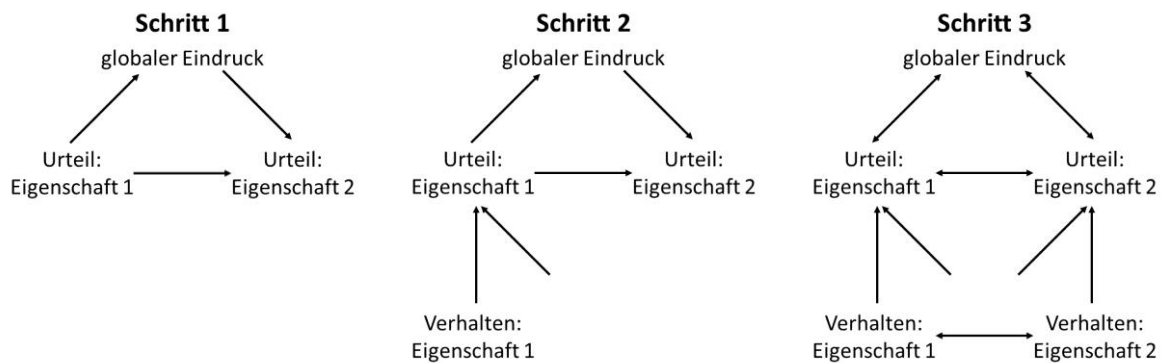 Schritt 1
globaler Eindruck
Urteil:
Eigenschaft 1
Urteil:
Eigenschaft 2
Schritt 2
globaler Eindruck
Urteil:
Eigenschaft 1
Urteil:
Eigenschaft 2
Verhalten:
Eigenschaft 1
Schritt 3
globaler Eindruck
Urteil:
Eigenschaft 1
Urteil:
Eigenschaft 2
Verhalten:
Eigenschaft 1
Verhalten:
Eigenschaft 2